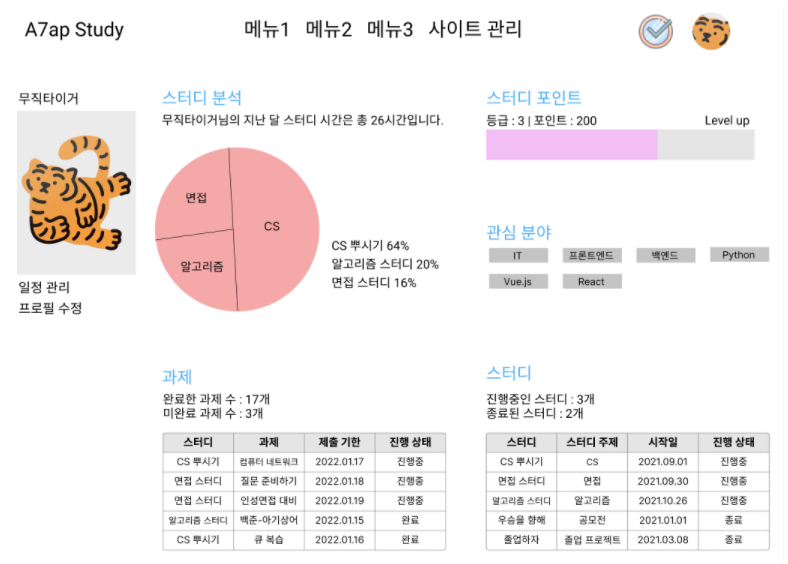 A7ap Study
메뉴1 메뉴2 메뉴3 사이트 관리
무직타이거
일정 관리
프로필 수정
스터디 분석
무직타이거님의 지난 달 스터디 시간은 총 26시간입니다.
면접
CS
알고리즘
CS 뿌시기 64%
알고리즘 스터디 20%
면접 스터디 16%
스터디 포인트
등급 : 3 | 포인트 : 200 Level up
관심 분야
IT 프론트엔드 백엔드 Python
Vue.js React
과제
완료한 과제 수 : 17개
미완료 과제 수 : 3개
스터디 과제 제출 기한 진행 상태
CS 뿌시기 컴퓨터 네트워크 2022.01.17 진행중
면접 스터디 질문 준비하기 2022.01.18 진행중
면접 스터디 인성면접 대비 2022.01.19 진행중
알고리즘 스터디 백준-아기상어 2022.01.15 완료
CS 뿌시기 큐 복습 2022.01.16 완료
스터디
진행중인 스터디 : 3개
종료된 스터디 : 2개
스터디 스터디 주제 시작일 진행 상태
CS 뿌시기 CS 2021.09.01 진행중
면접 스터디 면접 2021.09.30 진행중
알고리즘 스터디 알고리즘 2021.10.26 진행중
우승을 향해 공모전 2021.01.01 종료
졸업하자 졸업 프로젝트 2021.03.08 종료